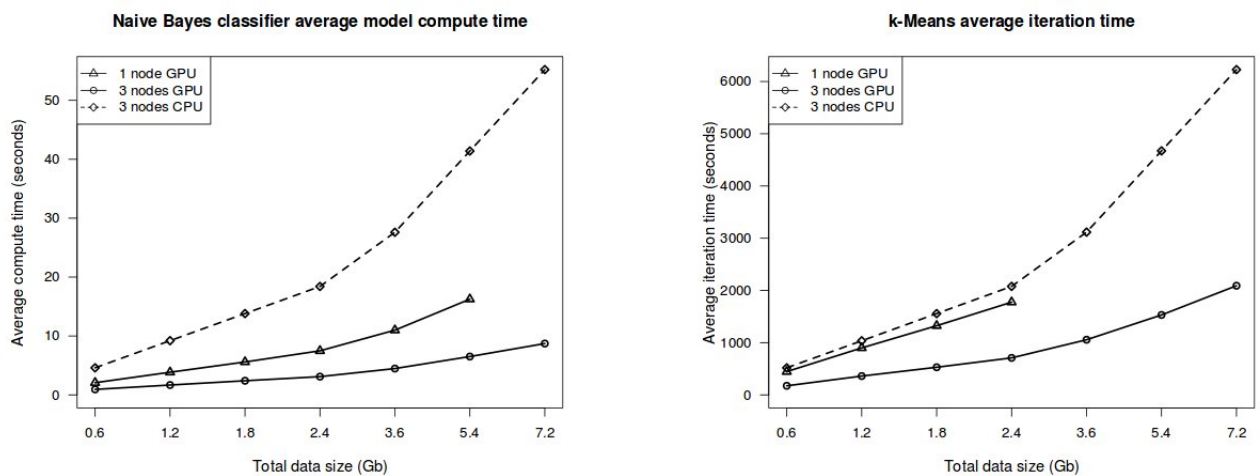 Naive Bayes classifier average model compute time
1 node GPU
3 nodes GPU
3 nodes CPU
Average compute time (seconds)
50
40
30
20
10
0
0.6 1.2 1.8 2.4 3.6 5.4 7.2
Total data size (Gb)
k-Means average iteration time
1 node GPU
3 nodes GPU
3 nodes CPU
Average iteration time (seconds)
6000
5000
4000
3000
2000
1000
0
0.6 1.2 1.8 2.4 3.6 5.4 7.2
Total data size (Gb)